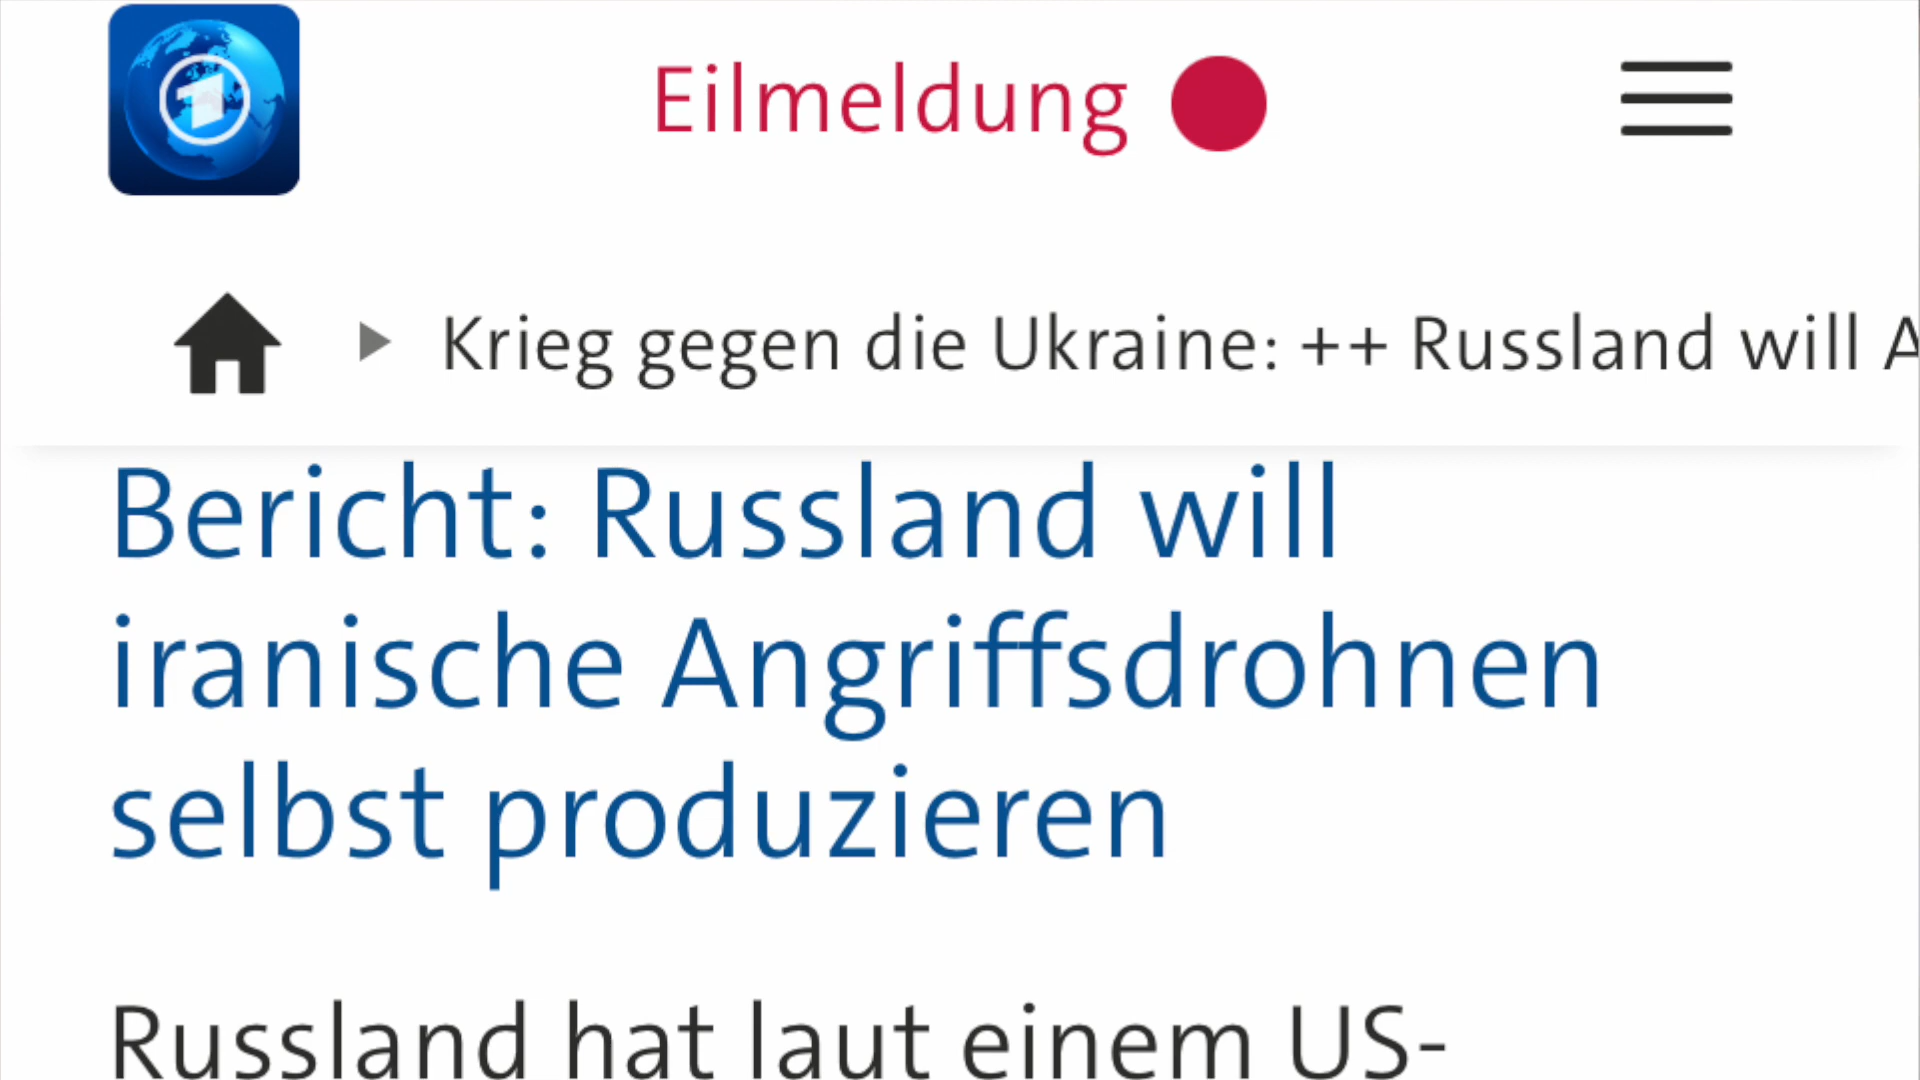 Eilmeldung
Krieg gegen die Ukraine: ++ Russland will A
Bericht: Russland will
iranische Angriffsdrohnen
selbst produzieren
Russland hat laut einem US-